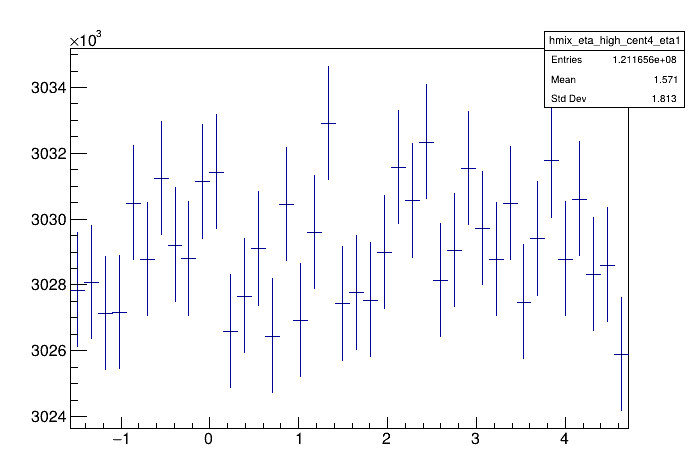 ×10³
hmix_eta_high_cent4_eta1
Entries 1.211656e+08
Mean 1.571
Std Dev 1.813
3034
3032
3030
3028
3026
3024
−1 0 1 2 3 4